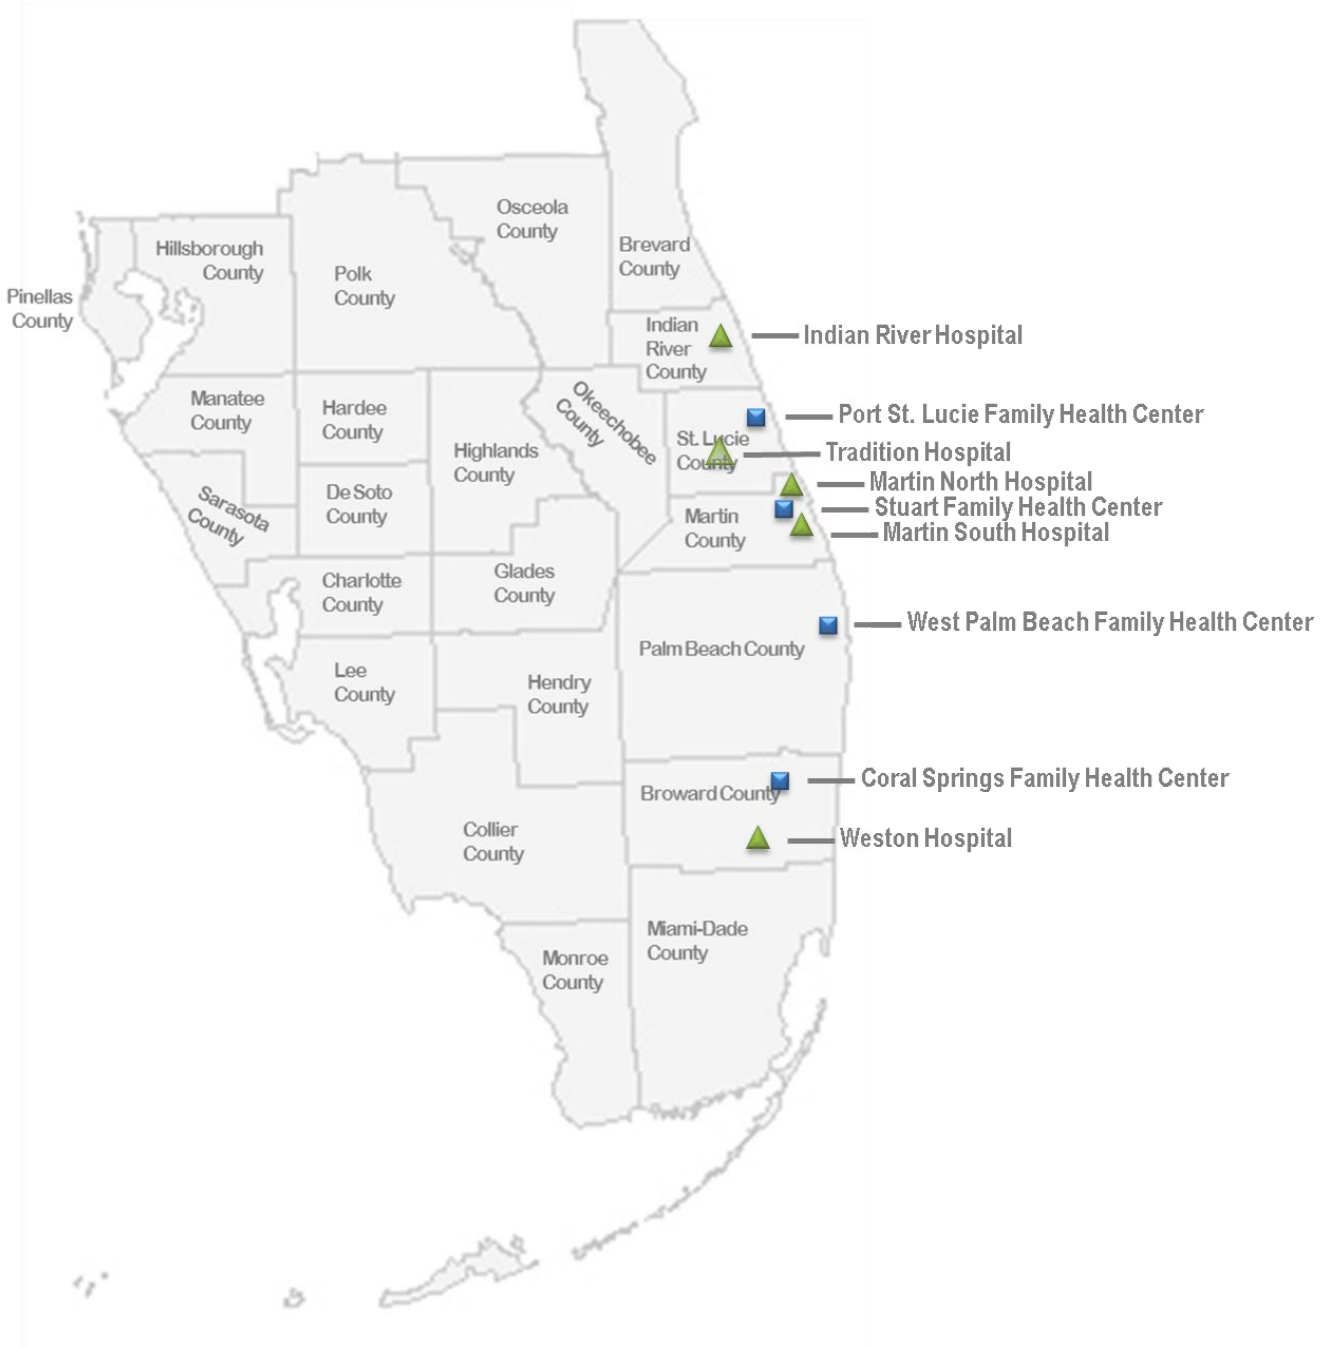 Osceola
County
Hillsborough
County
Brevard
County
Polk
County
Pinellas
County
Indian
River
County
Indian River Hospital
Manatee
County
Hardee
County
Okeechobee
County
Highlands
County
St. Lucie
County
Port St. Lucie Family Health Center
Tradition Hospital
Martin North Hospital
Stuart Family Health Center
Martin South Hospital
Sarasota
County
De Soto
County
Martin
County
Charlotte
County
Glades
County
West Palm Beach Family Health Center
Palm Beach County
Lee
County
Hendry
County
Coral Springs Family Health Center
Broward County
Weston Hospital
Collier
County
Miami-Dade
County
Monroe
County